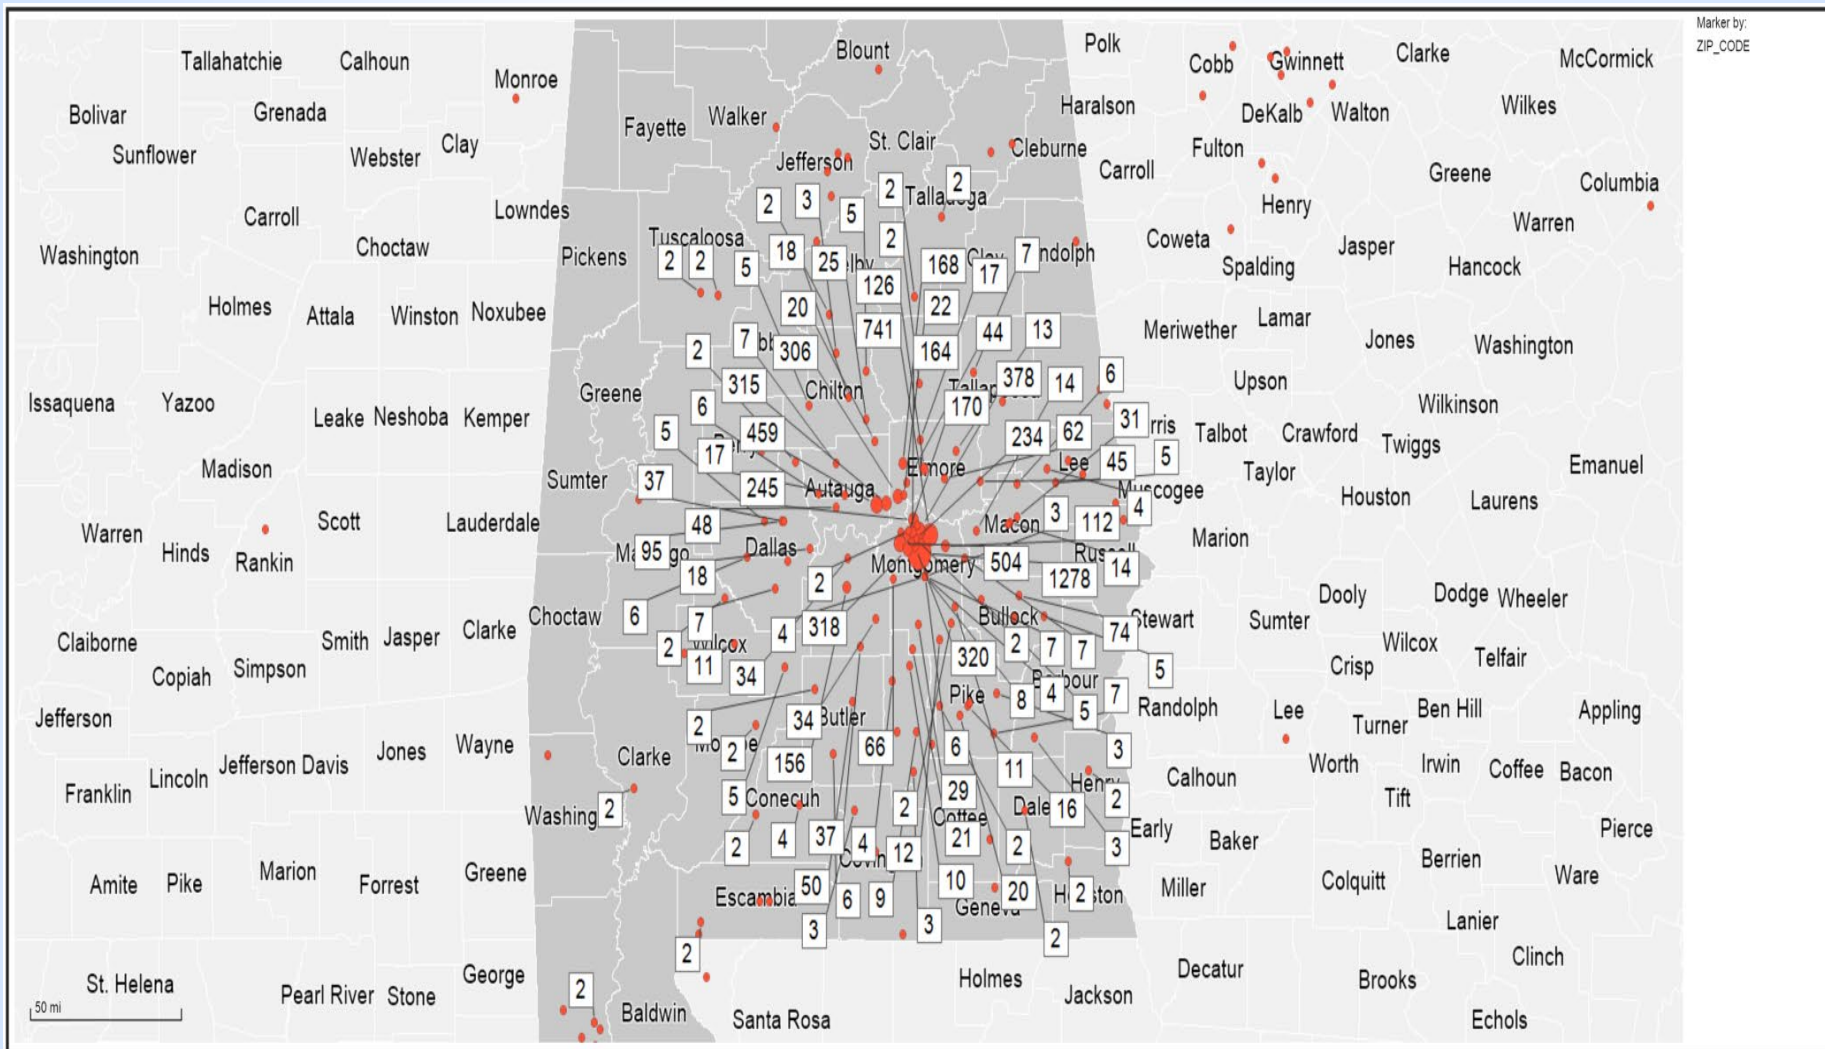 Marker by:
ZIP_CODE
Tallahatchie
Calhoun
Monroe
Blount
Polk
Cobb
Gwinnett
Clarke
McCormick
Bolivar
Grenada
Walker
Fayette
Haralson
DeKalb
Walton
Wilkes
Sunflower
Webster
Clay
Jefferson
St. Clair
Cleburne
Carroll
Fulton
Greene
Columbia
Carroll
Lowndes
Talladega
Henry
Warren
Washington
Choctaw
Pickens
Tuscaloosa
Coweta
Spalding
Jasper
Hancock
2
3
5
2
2
2
2
2
5
18
25
elby
126
168
Clay
17
7
ndolph
Holmes
Attala
Winston
Noxubee
20
741
22
44
13
Meriwether
Lamar
Jones
Washington
2
7
306
164
Issaquena
Yazoo
Leake
Neshoba
Kemper
Greene
315
Chilton
378
14
6
Upson
Wilkinson
6
170
31
rris
Talbot
Crawford
Twiggs
5
459
234
62
Madison
Sumter
17
Elmore
Lee
45
5
Taylor
Emanuel
37
245
Autauga
Muscogee
Houston
Laurens
Warren
Scott
Lauderdale
48
Macon
3
112
4
Marion
Hinds
Rankin
95
Dallas
Montgomery
504
1278
14
18
2
Dooly
Dodge
Wheeler
Choctaw
6
7
4
318
Bullock
74
Stewart
Sumter
Claiborne
Smith
Jasper
Clarke
2
320
2
7
7
Wilcox
Telfair
Copiah
Simpson
11
34
5
Crisp
Jefferson
2
34
Butler
Pike
8
4
5
7
Randolph
Lee
Turner
Ben Hill
Appling
Jefferson Davis
Jones
Wayne
Clarke
2
156
66
6
11
3
Worth
Irwin
Coffee
Bacon
Franklin
Lincoln
5
Conecuh
2
29
Dale
16
2
Calhoun
Tift
Washing
2
2
4
37
4
12
21
Coffee
2
3
Early
Baker
Pierce
Amite
Pike
Marion
Forrest
Greene
50
6
9
10
20
2
Miller
Colquitt
Berrien
Ware
Escambia
3
3
Geneva
2
Lanier
2
Clinch
St. Helena
Pearl River
Stone
George
2
Baldwin
Santa Rosa
Holmes
Jackson
Decatur
Brooks
Echols
50 mi